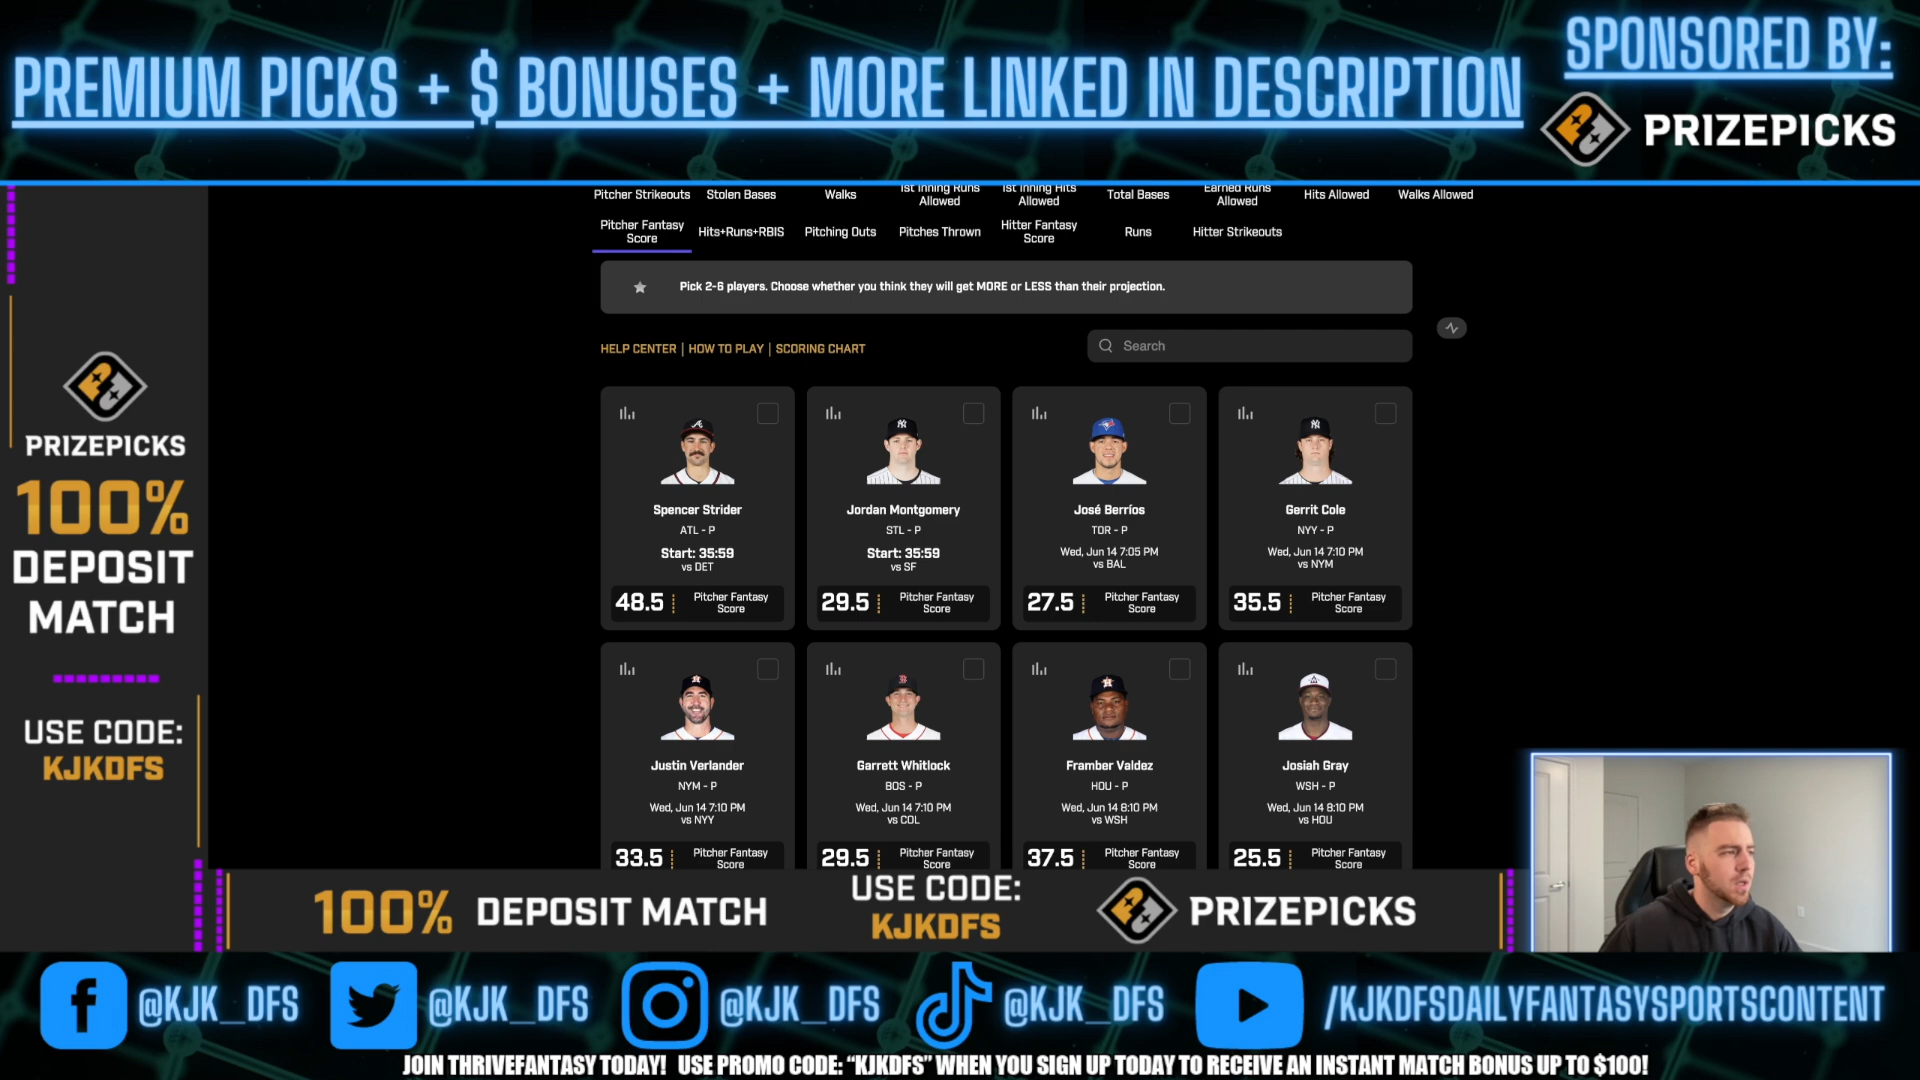 PREMIUM PICKS + $ BONUSES + MORE LINKED IN DESCRIPTION
SPONSORED BY:
PRIZEPICKS
Pitcher Strikeouts
Stolen Bases
Walks
1st Inning Runs Allowed
1st Inning Hits Allowed
Total Bases
Earned Runs Allowed
Hits Allowed
Walks Allowed
Pitcher Fantasy Score
Hits+Runs+RBIS
Pitching Outs
Pitches Thrown
Hitter Fantasy Score
Runs
Hitter Strikeouts
Pick 2-6 players. Choose whether you think they will get MORE or LESS than their projection.
HELP CENTER | HOW TO PLAY | SCORING CHART
Search
Spencer Strider
ATL - P
Start: 35:59
vs DET
48.5
Pitcher Fantasy
Score
Jordan Montgomery
STL - P
Start: 35:59
vs SF
29.5
Pitcher Fantasy
Score
José Berríos
TOR - P
Wed, Jun 14 7:05 PM
vs BAL
27.5
Pitcher Fantasy
Score
Gerrit Cole
NYY - P
Wed, Jun 14 7:10 PM
vs NYM
35.5
Pitcher Fantasy
Score
Justin Verlander
NYM - P
Wed, Jun 14 7:10 PM
vs NYY
33.5
Pitcher Fantasy
Score
Garrett Whitlock
BOS - P
Wed, Jun 14 7:10 PM
vs COL
29.5
Pitcher Fantasy
Score
Framber Valdez
HOU - P
Wed, Jun 14 8:10 PM
vs WSH
37.5
Pitcher Fantasy
Score
Josiah Gray
WSH - P
Wed, Jun 14 8:10 PM
vs HOU
25.5
Pitcher Fantasy
Score
PRIZEPICKS
100%
DEPOSIT
MATCH
USE CODE:
KJKDFS
100% DEPOSIT MATCH
USE CODE:
KJKDFS
PRIZEPICKS
@KJK_DFS
@KJK_DFS
@KJK_DFS
@KJK_DFS
/KJKDFSDAILYFANTASYSPORTSCONTENT
JOIN THRIVEFANTASY TODAY! USE PROMO CODE: "KJKDFS" WHEN YOU SIGN UP TODAY TO RECEIVE AN INSTANT MATCH BONUS UP TO $100!